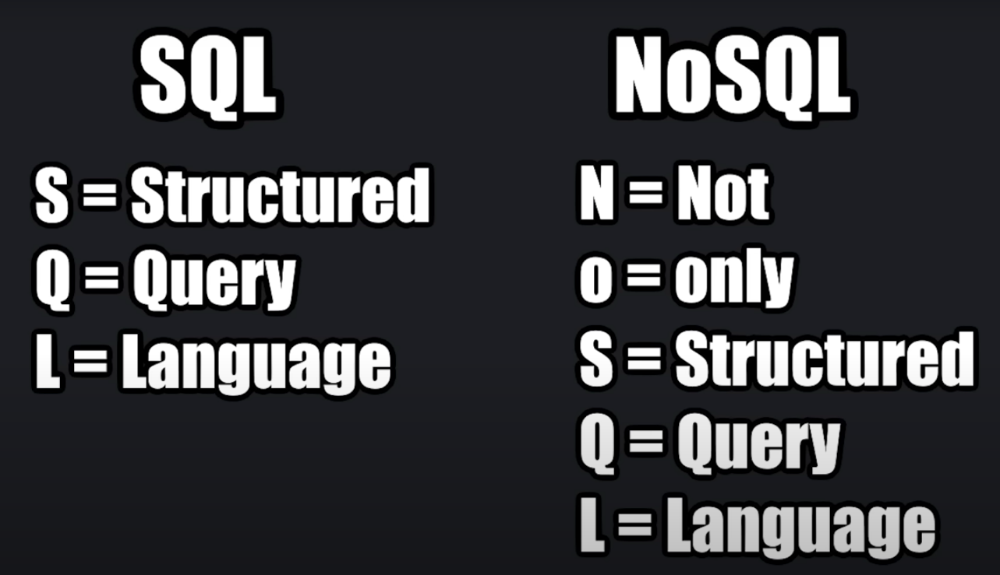 SQL
S = Structured
Q = Query
L = Language
NoSQL
N = Not
o = only
S = Structured
Q = Query
L = Language